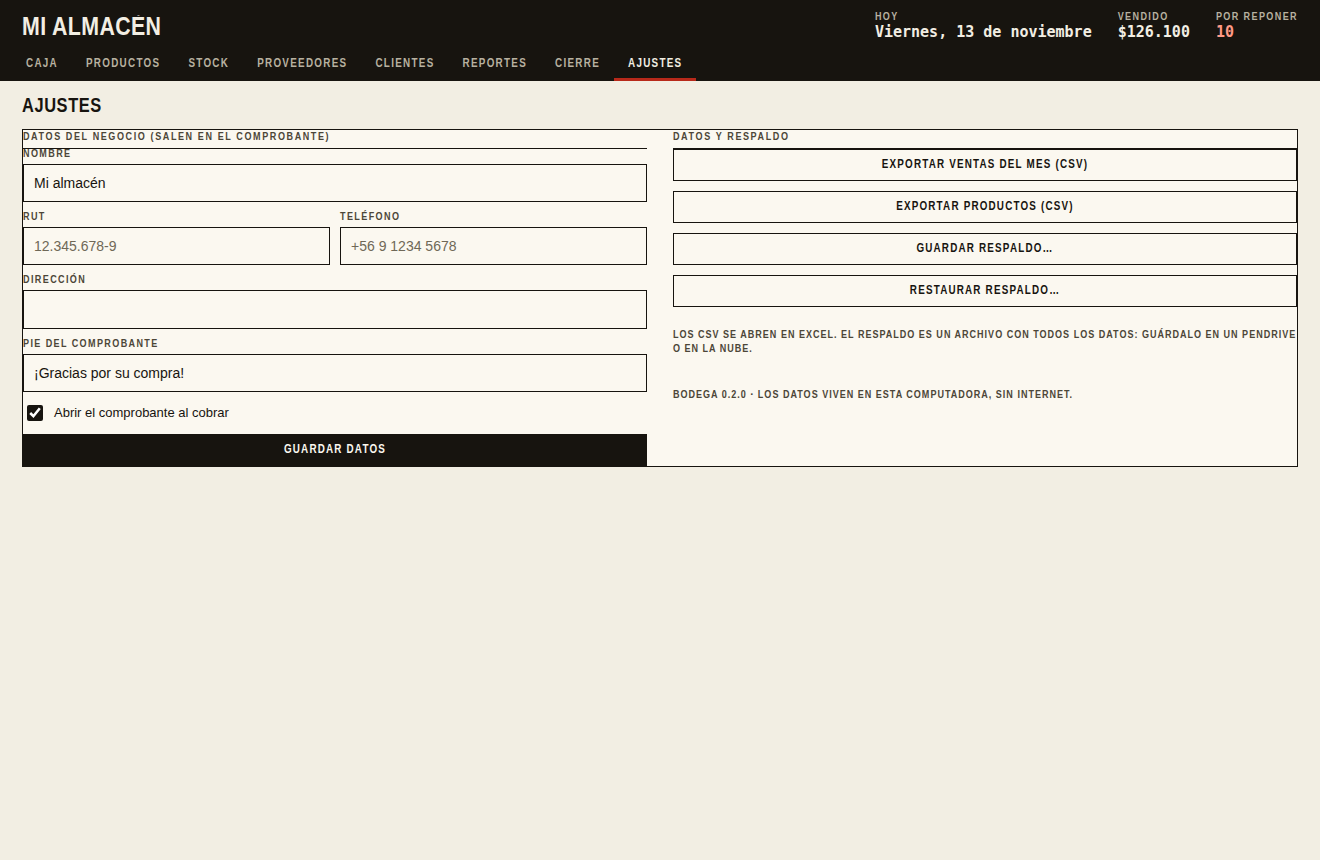 MI ALMACÉN
HOY
Viernes, 13 de noviembre
VENDIDO
$126.100
POR REPONER
10
CAJA PRODUCTOS STOCK PROVEEDORES CLIENTES REPORTES CIERRE AJUSTES
AJUSTES
DATOS DEL NEGOCIO (SALEN EN EL COMPROBANTE)
NOMBRE
Mi almacén
RUT
12.345.678-9
TELÉFONO
+56 9 1234 5678
DIRECCIÓN
PIE DEL COMPROBANTE
¡Gracias por su compra!
Abrir el comprobante al cobrar
GUARDAR DATOS
DATOS Y RESPALDO
EXPORTAR VENTAS DEL MES (CSV)
EXPORTAR PRODUCTOS (CSV)
GUARDAR RESPALDO…
RESTAURAR RESPALDO…
LOS CSV SE ABREN EN EXCEL. EL RESPALDO ES UN ARCHIVO CON TODOS LOS DATOS: GUÁRDALO EN UN PENDRIVE
O EN LA NUBE.
BODEGA 0.2.0 · LOS DATOS VIVEN EN ESTA COMPUTADORA, SIN INTERNET.